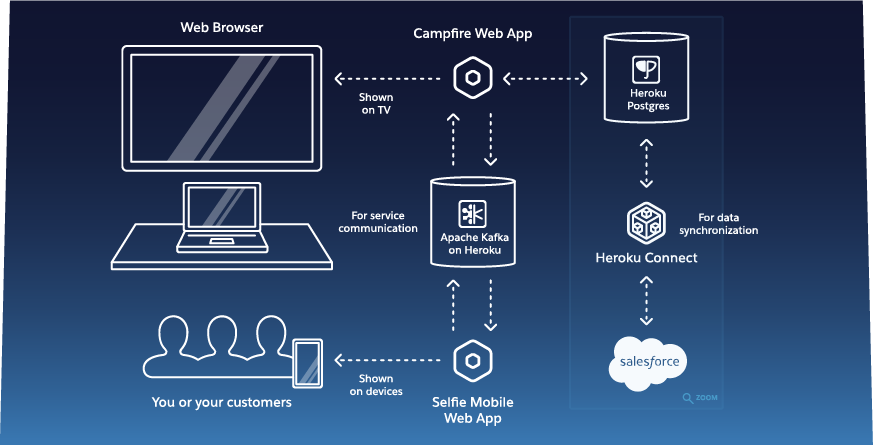 Web Browser
Campfire Web App
Shown
on TV
Heroku
Postgres
For service
communication
Apache Kafka
on Heroku
For data
synchronization
Heroku Connect
Shown
on devices
salesforce
You or your customers
Selfie Mobile
Web App
ZOOM